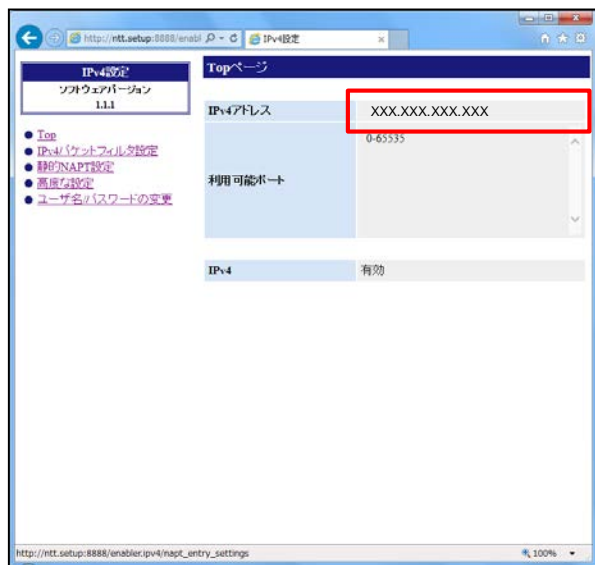 http://ntt.setup:8888/enabl
IPv4設定
IPv4設定
ソフトウェアバージョン
1.1.1
Top
IPv4パケットフィルタ設定
静的NAPT設定
高度な設定
ユーザ名/パスワードの変更
Topページ
IPv4アドレス XXX.XXX.XXX.XXX
利用可能ポート 0-65535
IPv4 有効
http://ntt.setup:8888/enabler.ipv4/napt_entry_settings
100%